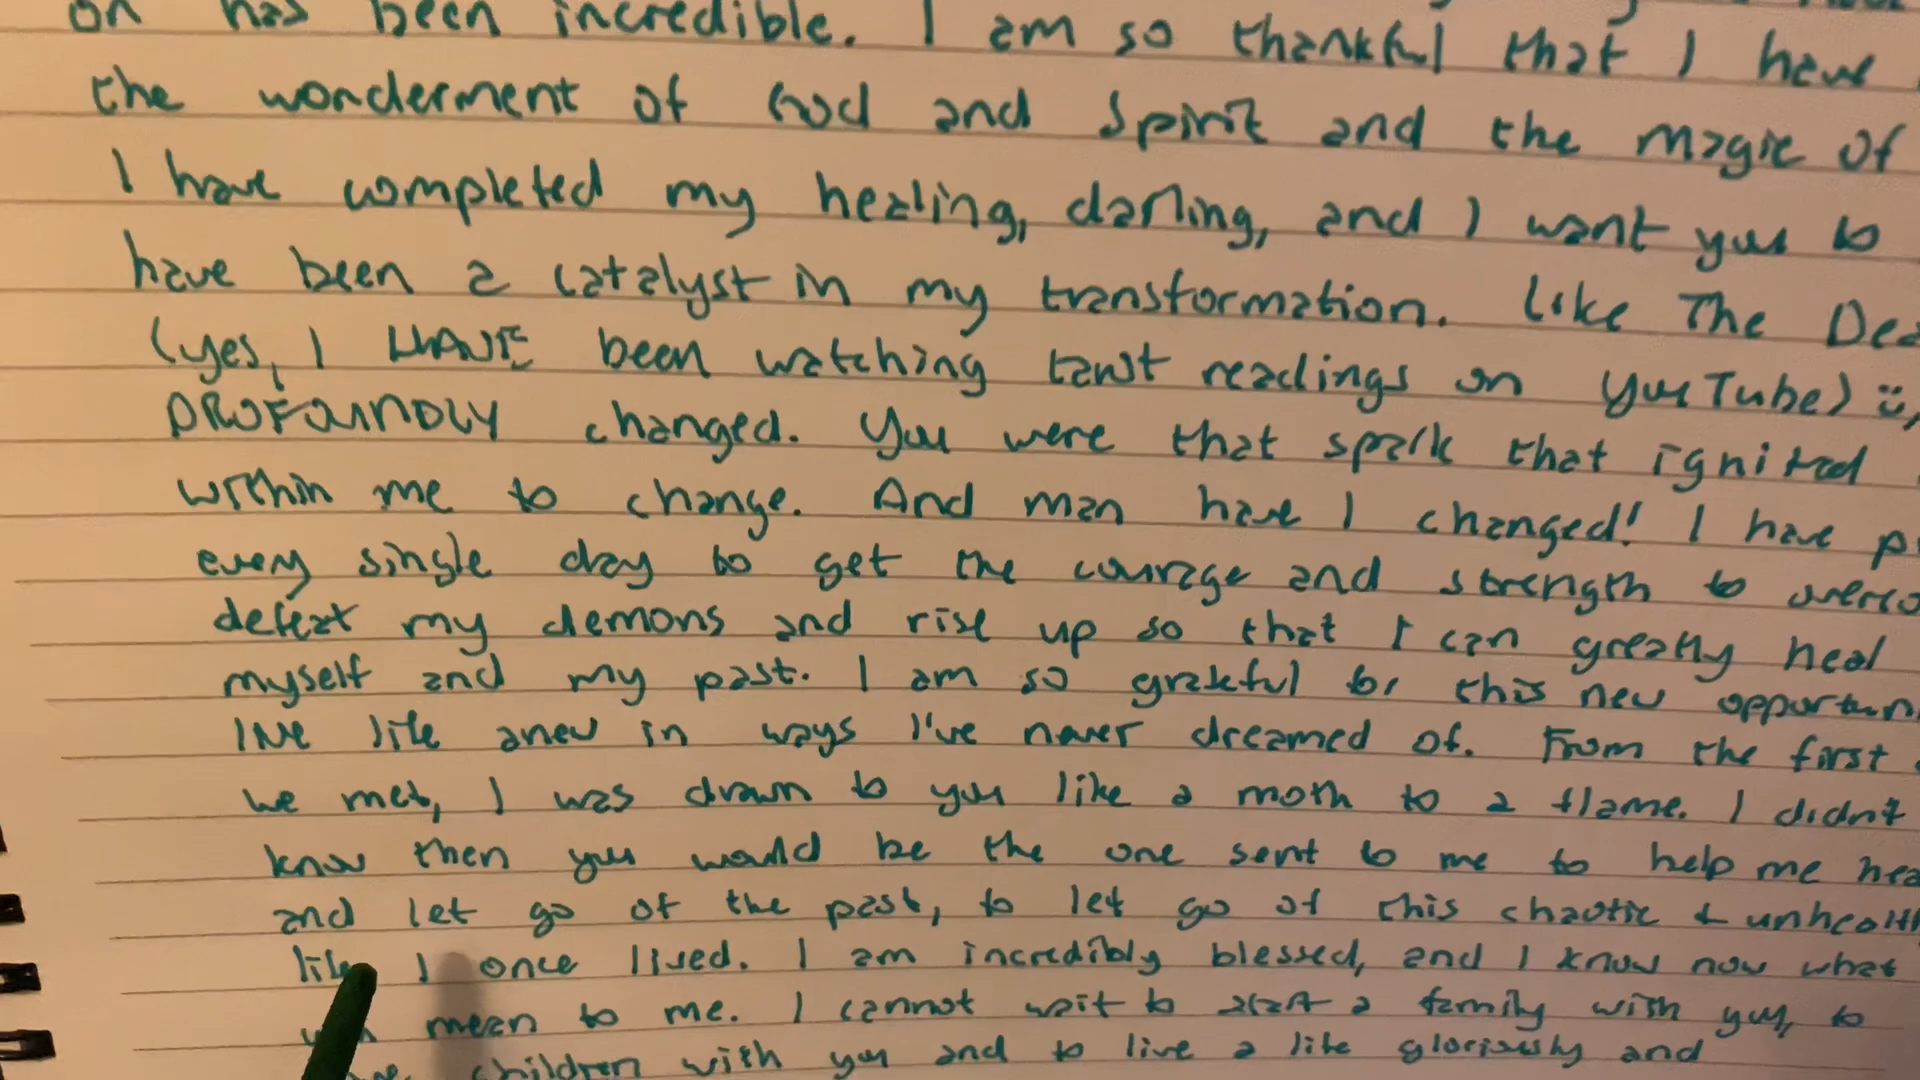 on has been incredible. I am so thankful that I have
the wonderment of God and Spirit and the magic of
I have completed my healing, darling, and I want you to
have been a catalyst in my transformation. Like The
(yes, I HAVE been watching tarot readings on YouTube) :),
PROFOUNDLY changed. You were that spark that ignited
within me to change. And man have I changed! I have
every single day to get the courage and strength to
defeat my demons and rise up so that I can greatly heal
myself and my past. I am so grateful for this new
live life anew in ways I've never dreamed of. From the first
we met, I was drawn to you like a moth to a flame. I didn't
know then you would be the one sent to me to help me
and let go of the past, to let go of this chaotic &
life I once lived. I am incredibly blessed, and I know now what
mean to me. I cannot wait to start a family with you, to
children with you and to live a life gloriously and